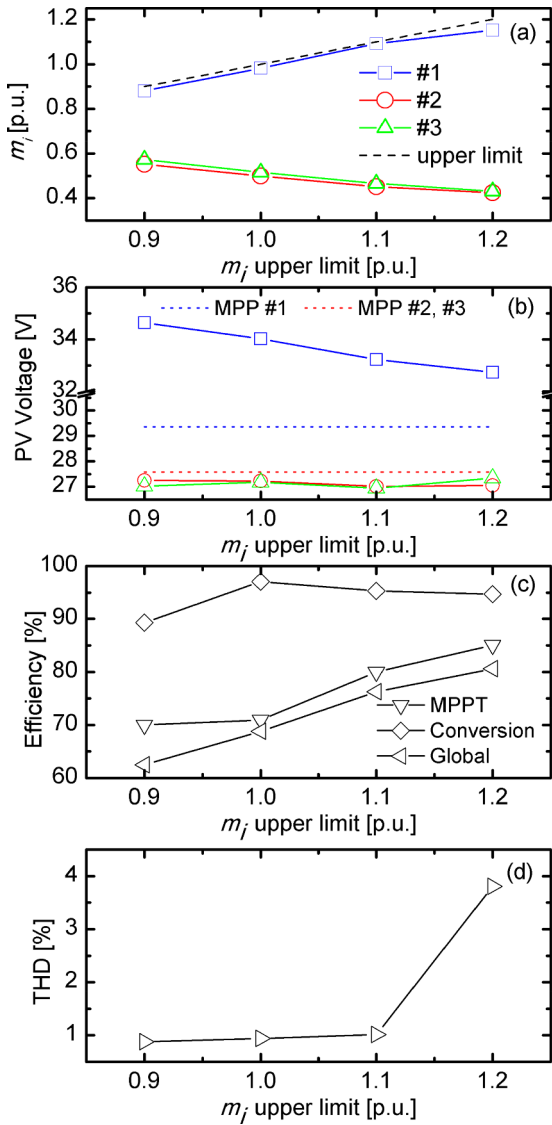 1.2
(a)
1.0
#1
0.8
#2
0.6
#3
upper limit
0.4
m_i [p.u.]
0.9 1.0 1.1 1.2
m_i upper limit [p.u.]
36
MPP #1 MPP #2, #3 (b)
34
32
30
29
28
27
PV Voltage [V]
0.9 1.0 1.1 1.2
m_i upper limit [p.u.]
100
(c)
90
80
MPPT
70
Conversion
Global
60
Efficiency [%]
0.9 1.0 1.1 1.2
m_i upper limit [p.u.]
4
(d)
3
2
1
THD [%]
0.9 1.0 1.1 1.2
m_i upper limit [p.u.]